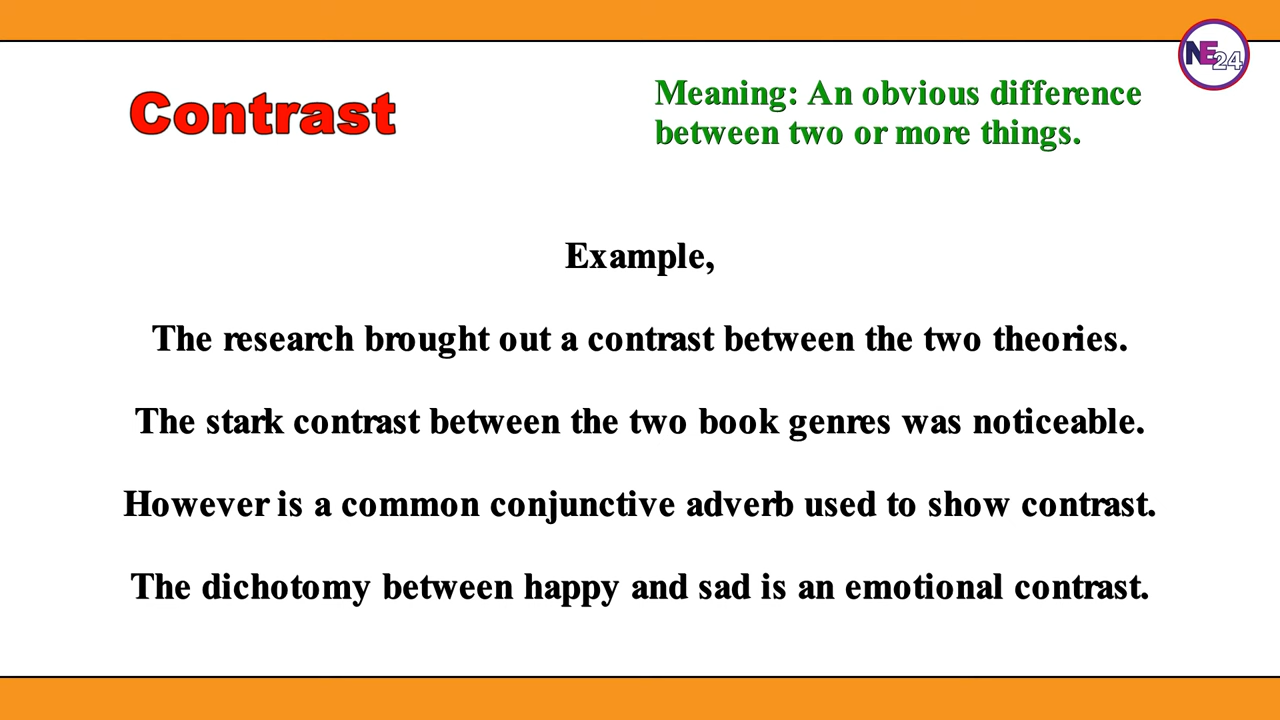 NE24
Contrast
Meaning: An obvious difference
between two or more things.
Example,
The research brought out a contrast between the two theories.
The stark contrast between the two book genres was noticeable.
However is a common conjunctive adverb used to show contrast.
The dichotomy between happy and sad is an emotional contrast.